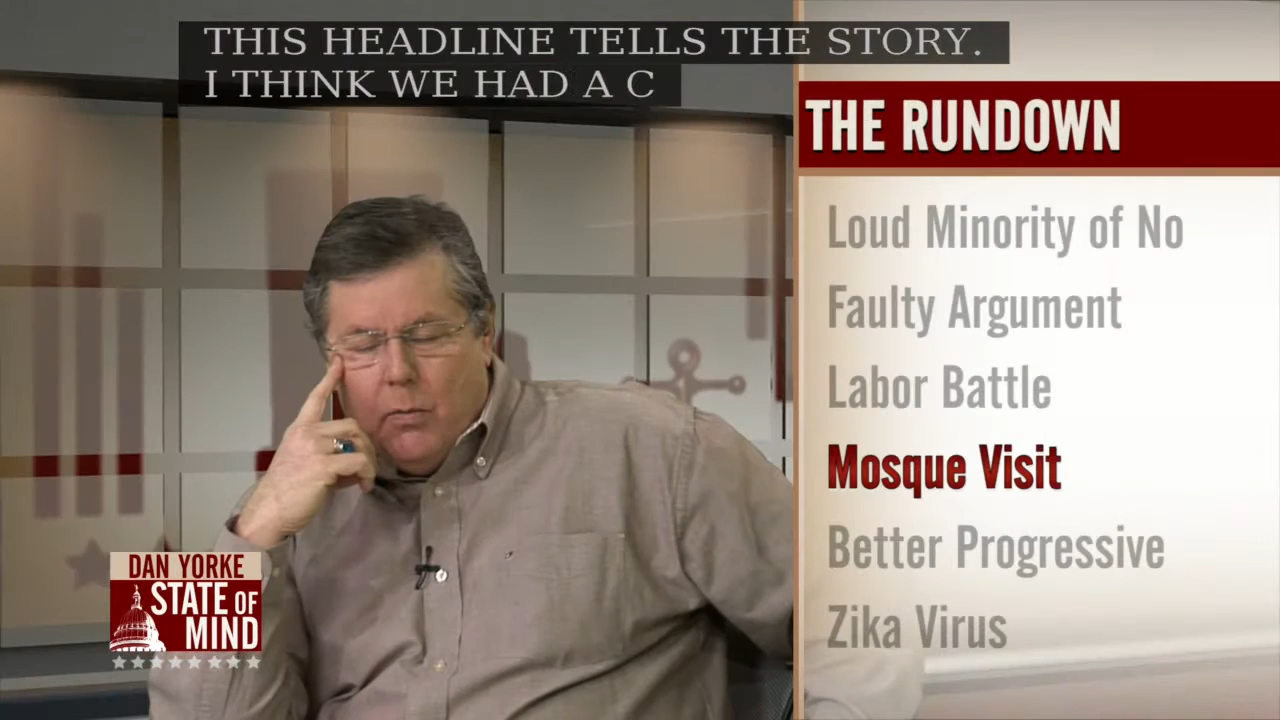 THIS HEADLINE TELLS THE STORY.
I THINK WE HAD A C
THE RUNDOWN
Loud Minority of No
Faulty Argument
Labor Battle
Mosque Visit
Better Progressive
Zika Virus
DAN YORKE
STATE OF
MIND